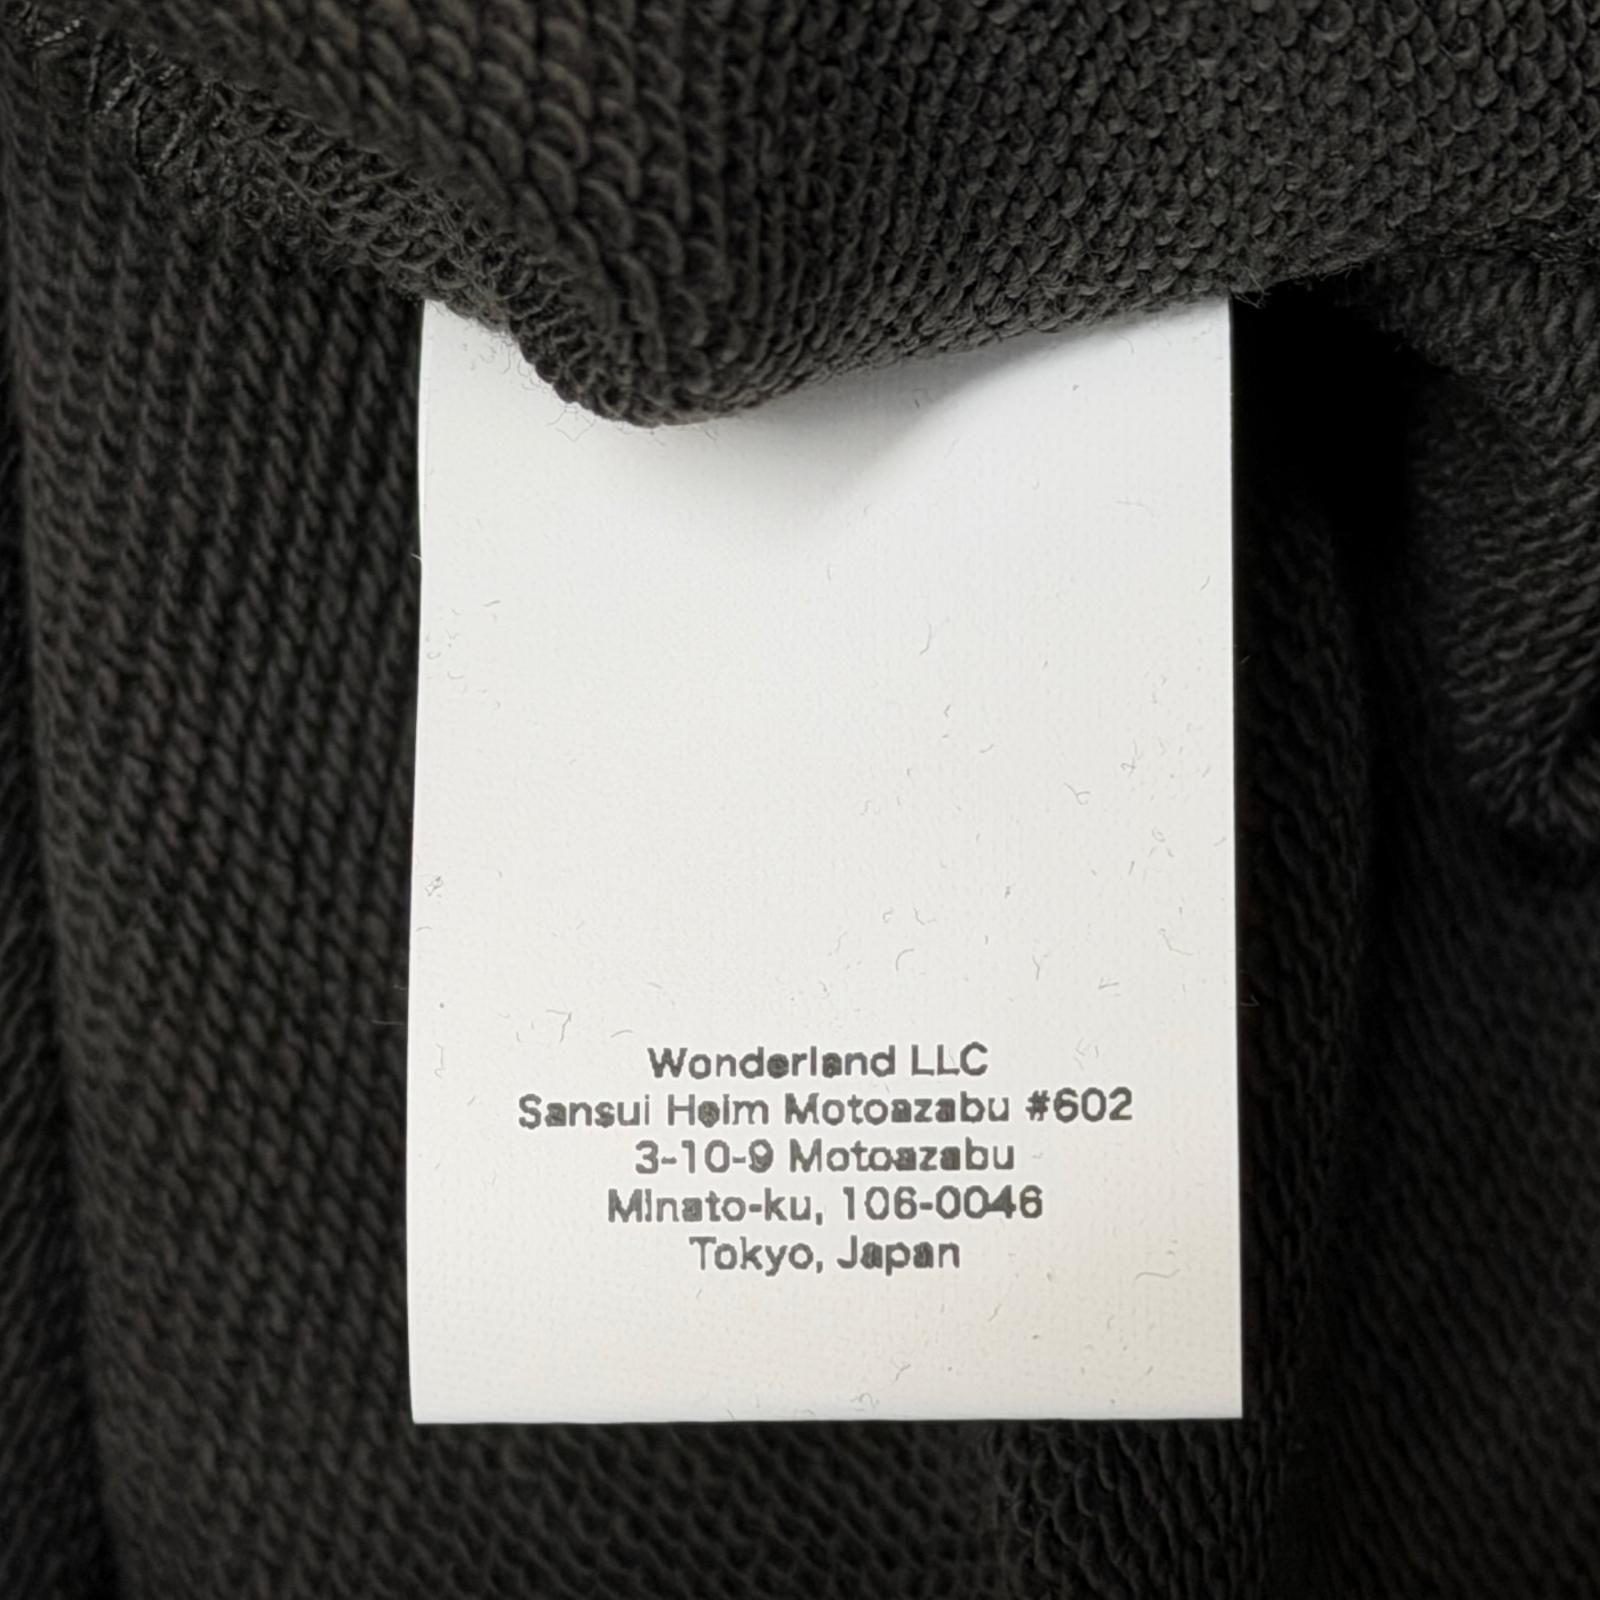 Wonderland LLC
Sansui Heim Motoazabu #602
3-10-9 Motoazabu
Minato-ku, 106-0046
Tokyo, Japan